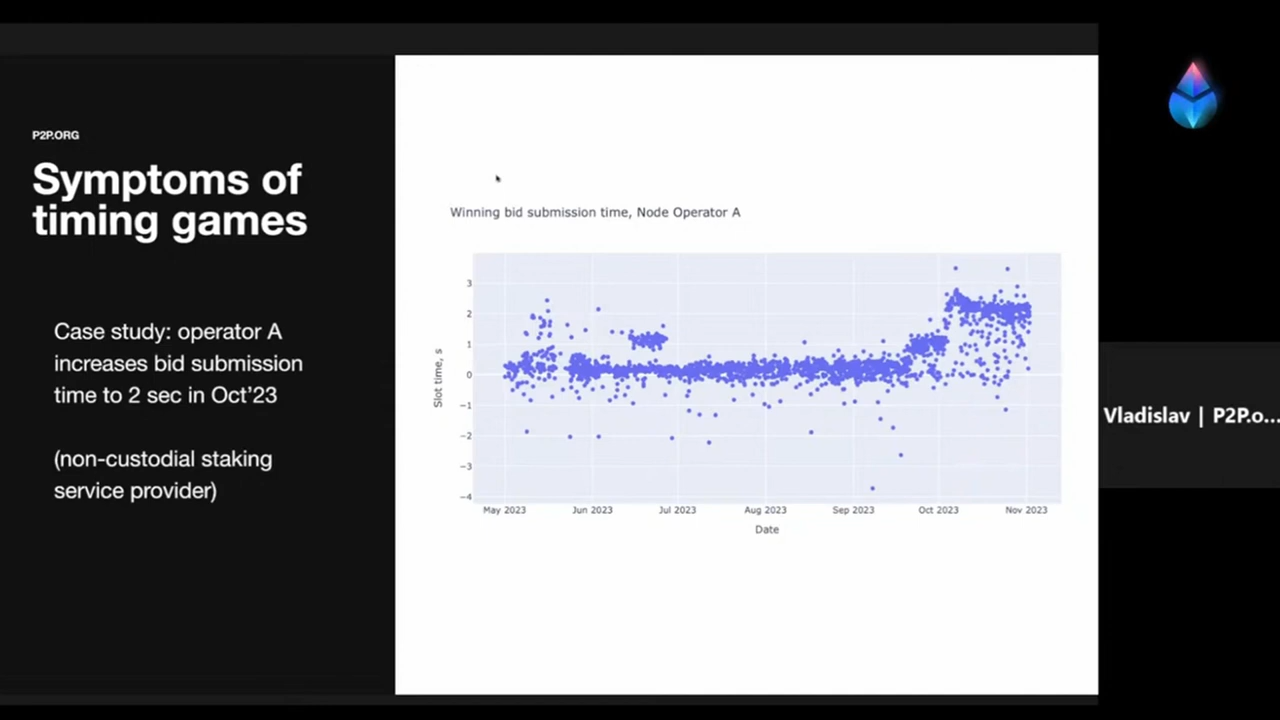 P2P.ORG
Symptoms of
timing games
Case study: operator A
increases bid submission
time to 2 sec in Oct'23
(non-custodial staking
service provider)
Winning bid submission time, Node Operator A
Slot time, s
3
2
1
0
−1
−2
−3
−4
May 2023
Jun 2023
Jul 2023
Aug 2023
Sep 2023
Oct 2023
Nov 2023
Date
Vladislav | P2P.o...